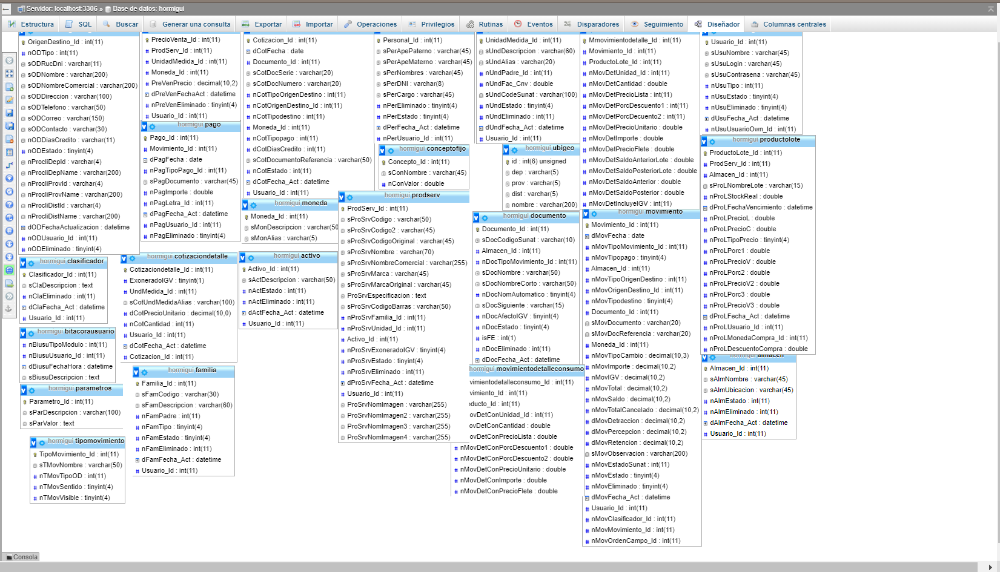 Servidor: localhost:3306 » Base de datos: hormigui
Estructura SQL Buscar Generar una consulta Exportar Importar Operaciones Privilegios Rutinas Eventos Disparadores Seguimiento Diseñador Columnas centrales
OrigenDestino_Id : int(11)
nODTipo : int(11)
sODRucDni : varchar(11)
sODNombre : varchar(200)
sODNombreComercial : varchar(200)
sODDireccion : varchar(100)
sODTelefono : varchar(50)
sODCorreo : varchar(150)
sODContacto : varchar(30)
nODDiasCredito : varchar(11)
nODEstado : tinyint(4)
nProcliDepId : varchar(4)
nProcliDepName : varchar(200)
nProcliProvId : varchar(4)
nProcliProvName : varchar(200)
nProcliDistId : varchar(4)
nProcliDistName : varchar(200)
dODFechaActualizacion : datetime
nODUsuario_Id : int(11)
nODEliminado : tinyint(4)
hormigui clasificador
Clasificador_Id : int(11)
sClaDescripcion : text
nClaEliminado : int(11)
dClaFecha_Act : datetime
Usuario_Id : int(11)
hormigui bitacorausuario
nBiusuTipoModulo : int(11)
nBiusuUsuario_Id : int(11)
dBiusuFechaHora : datetime
sBiusuDescripcion : text
hormigui parametros
Parametro_Id : int(11)
sParDescripcion : varchar(100)
sParValor : text
hormigui tipomovimiento
TipoMovimiento_Id : int(11)
sTMovNombre : varchar(50)
nTMovTipoOD : int(11)
nTMovSentido : tinyint(4)
nTMovVisible : tinyint(4)
PrecioVenta_Id : int(11)
ProdServ_Id : int(11)
UnidadMedida_Id : int(11)
Moneda_Id : int(11)
PreVenPrecio : decimal(10,2)
dPreVenFechaAct : datetime
nPreVenEliminado : tinyint(4)
Usuario_Id : int(11)
hormigui pago
Pago_Id : int(11)
Movimiento_Id : int(11)
dPagFecha : date
nPagTipoPago_Id : int(11)
sPagDocumento : varchar(45)
nPagImporte : double
nPagLetra_Id : int(11)
dPagFecha_Act : datetime
nPagUsuario_Id : int(11)
nPagEliminado : tinyint(4)
hormigui cotizaciondetalle
Cotizaciondetalle_Id : int(11)
ExoneradoIGV : tinyint(1)
UndMedida_Id : int(11)
sCotUndMedidaAlias : varchar(100)
dCotPrecioUnitario : decimal(10,0)
nCotCantidad : int(11)
Usuario_Id : int(11)
dCotFecha_Act : datetime
Cotizacion_Id : int(11)
hormigui familia
Familia_Id : int(11)
sFamCodigo : varchar(30)
sFamDescripcion : varchar(60)
nFamPadre : int(11)
nFamTipo : tinyint(4)
nFamEstado : tinyint(4)
nFamEliminado : int(11)
dFamFecha_Act : datetime
Usuario_Id : int(11)
Cotizacion_Id : int(11)
dCotFecha : date
Documento_Id : int(11)
sCotDocSerie : varchar(20)
sCotDocNumero : varchar(20)
nCotTipoOrigenDestino : int(11)
nCotOrigenDestino_Id : int(11)
nCotTipodestino : int(11)
Moneda_Id : int(11)
nCotTipopago : int(11)
dCotDiasCredito : int(11)
sCotDocumentoReferencia : varchar(50)
nCotEstado : int(11)
dCotFecha_Act : datetime
Usuario_Id : int(11)
hormigui moneda
Moneda_Id : int(11)
sMonDescripcion : varchar(50
sMonAlias : varchar(5)
hormigui activo
Activo_Id : int(11)
sActDescripcion : varchar(50)
nActEstado : int(11)
nActEliminado : int(11)
dActFecha_Act : datetime
Usuario_Id : int(11)
Personal_Id : int(11)
sPerApePaterno : varchar(45)
sPerApeMaterno : varchar(45)
sPerNombres : varchar(45)
sPerDNI : varchar(8)
sPerCargo : varchar(45)
nPerEliminado : tinyint(4)
nPerEstado : tinyint(4)
dPerFecha_Act : datetime
nPerUsuario_Id : int(11)
hormigui conceptofijo
Concepto_Id : int(11)
sConNombre : varchar(45)
nConValor : double
hormigui prodserv
ProdServ_Id : int(11)
sProSrvCodigo : varchar(50)
sProSrvCodigo2 : varchar(45)
sProSrvCodigoOriginal : varchar(45)
sProSrvNombre : varchar(70)
sProSrvNombreComercial : varchar(255)
sProSrvMarca : varchar(45)
sProSrvMarcaOriginal : varchar(45)
ProSrvEspecificacion : text
sProSrvCodigoBarras : varchar(50)
nProSrvFamilia_Id : int(11)
nProSrvUnidad_Id : int(11)
Activo_Id : int(11)
nProSrvExoneradoIGV : tinyint(4)
nProSrvEstado : tinyint(4)
nProSrvEliminado : int(11)
dProSrvFecha_Act : datetime
Usuario_Id : int(11)
ProSrvNomImagen : varchar(255)
ProSrvNomImagen2 : varchar(255)
ProSrvNomImagen3 : varchar(255)
ProSrvNomImagen4 : varchar(255)
UnidadMedida_Id : int(11)
sUndDescripcion : varchar(60)
sUndAlias : varchar(20)
nUndPadre_Id : int(11)
nUndFac_Cnv : double
sUndCodeSunat : varchar(100)
nUndEstado : tinyint(4)
nUndEliminado : int(11)
dUndFecha_Act : datetime
Usuario_Id : int(11)
hormigui ubigeo
id : int(6) unsigned
dep : varchar(5)
prov : varchar(5)
dist : varchar(5)
nombre : varchar(200)
hormigui documento
Documento_Id : int(11)
sDocCodigoSunat : varchar(10)
Almacen_Id : int(11)
nDocTipoMovimiento_Id : int(11)
sDocNombre : varchar(50)
sDocNombreCorto : varchar(50)
nDocNomAutomatico : tinyint(4)
sDocSiguiente : varchar(15)
nDocAfectoIGV : tinyint(4)
nDocEstado : tinyint(4)
isFE : int(1)
nDocEliminado : int(11)
dDocFecha_Act : datetime
hormigui movimientodetalleconsumo
vimientodetalleconsumo_Id : int(11)
vimiento_Id : int(11)
ducto_Id : int(11)
ovDetConUnidad_Id : int(11)
ovDetConCantidad : double
ovDetConPrecioLista : double
nMovDetConPorcDescuento1 : double
nMovDetConPorcDescuento2 : double
nMovDetConPrecioUnitario : double
nMovDetConImporte : double
nMovDetConPrecioFlete : double
Mmovimientodetalle_Id : int(11)
Movimiento_Id : int(11)
ProductoLote_Id : int(11)
nMovDetUnidad_Id : int(11)
nMovDetCantidad : double
nMovDetPrecioLista : int(11)
nMovDetPorcDescuento1 : int(11)
nMovDetPorcDecuento2 : int(11)
nMovDetPrecioUnitario : double
nMovDetImporte : double
nMovDetPrecioFlete : double
nMovDetSaldoAnteriorLote : double
nMovDetSaldoPosteriorLote : double
nMovDetSaldoAnterior : double
nMovDetSaldoPosterior : double
nMovDetIncluyeIGV : int(11)
hormigui movimiento
Movimiento_Id : int(11)
dMovFecha : date
nMovTipoMovimiento_Id : int(11)
nMovTipopago : tinyint(4)
Almacen_Id : int(11)
nMovTipoOrigenDestino : int(11)
nMovOrigenDestino_Id : int(11)
nMovTipodestino : tinyint(4)
Documento_Id : int(11)
sMovDocumento : varchar(20)
sMovDocReferencia : varchar(20)
Moneda_Id : int(11)
nMovTipoCambio : decimal(10,3)
nMovImporte : decimal(10,2)
nMovIGV : decimal(10,2)
nMovTotal : decimal(10,2)
nMovSaldo : decimal(10,2)
nMovTotalCancelado : decimal(10,2)
dMovDetraccion : decimal(10,2)
dMovPercepcion : decimal(10,2)
dMovRetencion : decimal(10,2)
sMovObservacion : varchar(200)
nMovEstadoSunat : int(11)
nMovEstado : tinyint(4)
nMovEliminado : tinyint(4)
dMovFecha_Act : datetime
Usuario_Id : int(11)
nMovClasificador_Id : int(11)
nMovMovimiento_Id : int(11)
nMovOrdenCampo_Id : int(11)
Usuario_Id : int(11)
sUsuNombre : varchar(45)
sUsuLogin : varchar(45)
sUsuContrasena : varchar(45)
nUsuTipo : int(11)
nUsuEstado : tinyint(4)
nUsuEliminado : tinyint(4)
dUsuFecha_Act : datetime
nUsuUsuarioOwn_Id : int(11)
hormigui productolote
ProductoLote_Id : int(11)
ProdServ_Id : int(11)
Almacen_Id : int(11)
sProLNombreLote : varchar(15)
nProLStockReal : double
dProLFechaVencimiento : datetime
nProLPrecioL : double
nProLPrecioC : double
nProLTipoPrecio : tinyint(4)
nProLPorc1 : double
nProLPrecioV : double
nProLPorc2 : double
nProLPrecioV2 : double
nProLPorc3 : double
nProLPrecioV3 : double
dProLFecha_Act : datetime
nProLUsuario_Id : int(11)
nProLMonedaCompra_Id : int(11)
nProLDescuentoCompra : double
hormigui almacen
Almacen_Id : int(11)
sAlmNombre : varchar(45)
sAlmUbicacion : varchar(45)
nAlmEstado : int(11)
nAlmEliminado : int(11)
dAlmFecha_Act : datetime
Usuario_Id : int(11)
Consola